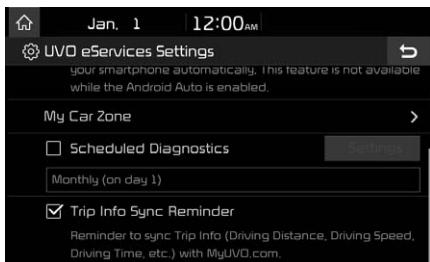 Jan. 1 12:00 AM
UVO eServices Settings
your smartphone automatically. This feature is not available
while the Android Auto is enabled.
My Car Zone
Scheduled Diagnostics Settings
Monthly (on day 1)
Trip Info Sync Reminder
Reminder to sync Trip Info (Driving Distance, Driving Speed,
Driving Time, etc.) with MyUVO.com.